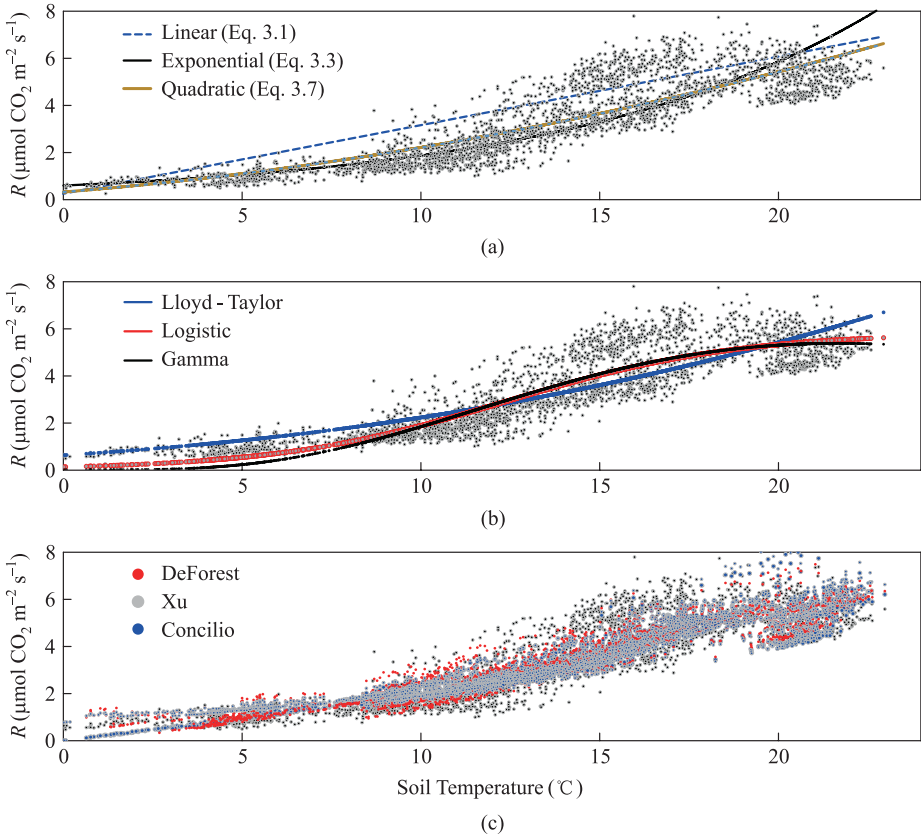 8
6
4
2
0
R (μmol CO₂ m⁻² s⁻¹)
Linear (Eq. 3.1)
Exponential (Eq. 3.3)
Quadratic (Eq. 3.7)
0 5 10 15 20
(a)
8
6
4
2
0
R (μmol CO₂ m⁻² s⁻¹)
Lloyd - Taylor
Logistic
Gamma
0 5 10 15 20
(b)
8
6
4
2
0
R (μmol CO₂ m⁻² s⁻¹)
DeForest
Xu
Concilio
0 5 10 15 20
Soil Temperature (℃)
(c)